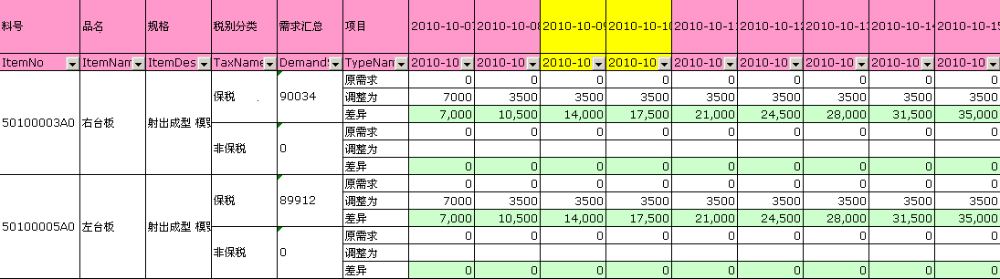 料号 品名 规格 税别分类 需求汇总 项目 2010-10-07 2010-10-08 2010-10-09 2010-10-10 2010-10-11 2010-10-12 2010-10-13 2010-10-14 2010-10-15
ItemNo ItemNam ItemDes TaxName DemandS TypeNam 2010-10 2010-10 2010-10 2010-10 2010-10 2010-10 2010-10 2010-10 2010-10
50100003A0 右台板 射出成型 模 保税 90034 原需求 0 0 0 0 0 0 0 0 0
调整为 7000 3500 3500 3500 3500 3500 3500 3500 3500
差异 7,000 10,500 14,000 17,500 21,000 24,500 28,000 31,500 35,000
非保税 0 原需求 0 0 0 0 0 0 0 0 0
调整为
差异 0 0 0 0 0 0 0 0 0
50100005A0 左台板 射出成型 模 保税 89912 原需求 0 0 0 0 0 0 0 0 0
调整为 7000 3500 3500 3500 3500 3500 3500 3500 3500
差异 7,000 10,500 14,000 17,500 21,000 24,500 28,000 31,500 35,000
非保税 0 原需求 0 0 0 0 0 0 0 0 0
调整为
差异 0 0 0 0 0 0 0 0 0